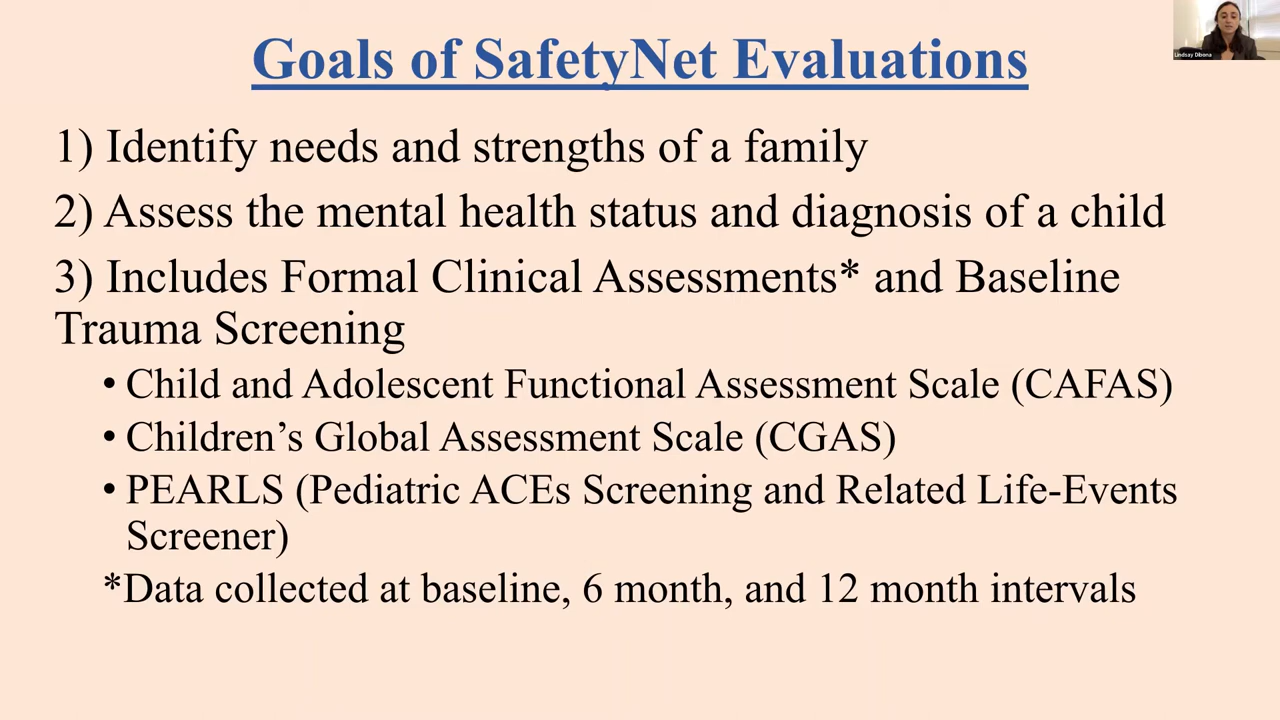 Goals of SafetyNet Evaluations
Lindsay Dibona
1) Identify needs and strengths of a family
2) Assess the mental health status and diagnosis of a child
3) Includes Formal Clinical Assessments* and Baseline
Trauma Screening
• Child and Adolescent Functional Assessment Scale (CAFAS)
• Children’s Global Assessment Scale (CGAS)
• PEARLS (Pediatric ACEs Screening and Related Life-Events
Screener)
*Data collected at baseline, 6 month, and 12 month intervals